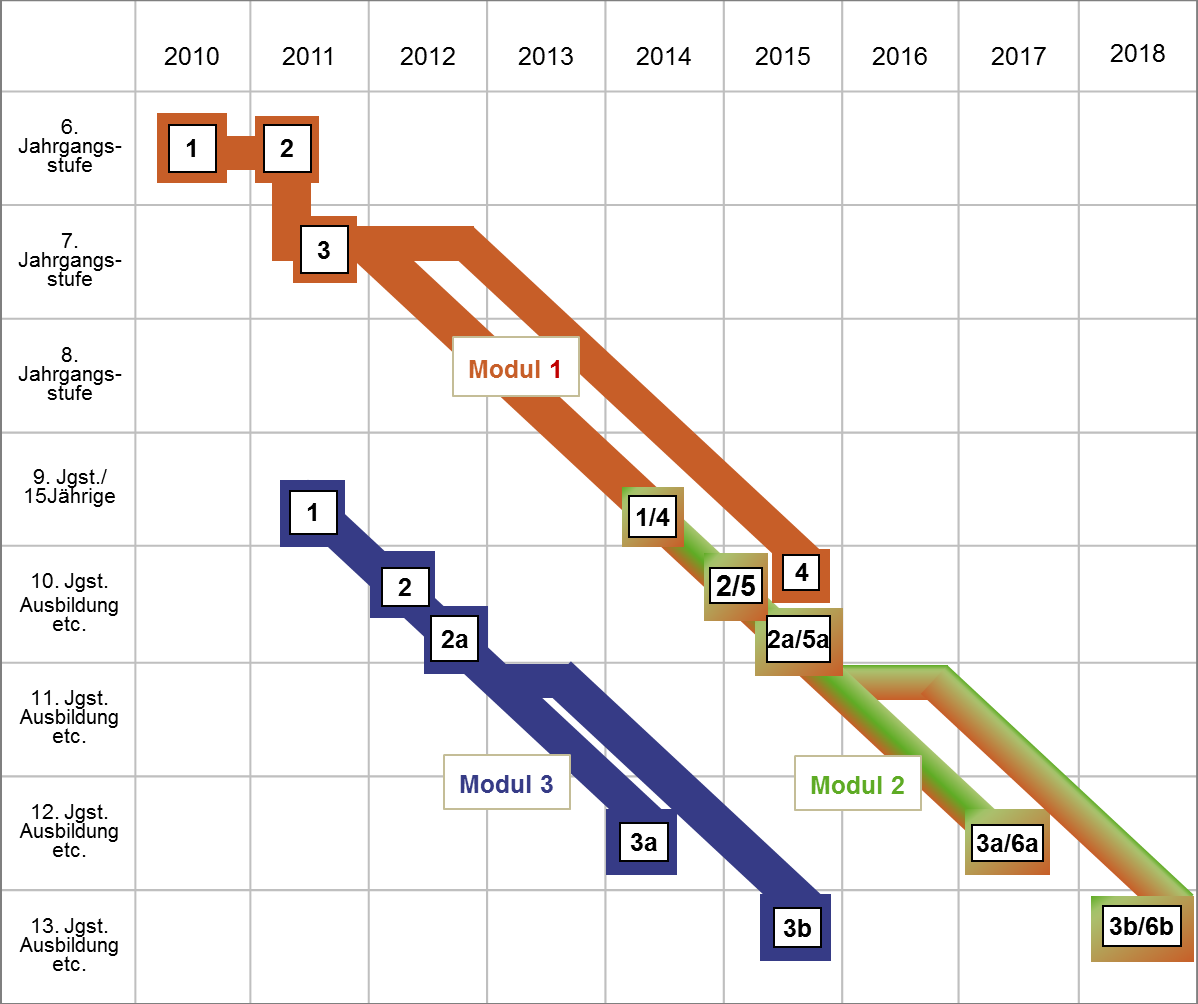 2010 2011 2012 2013 2014 2015 2016 2017 2018
6.
Jahrgangs-
stufe
1 2
7.
Jahrgangs-
stufe
3
8.
Jahrgangs-
stufe
Modul 1
9. Jgst./
15Jährige
1 1/4
10. Jgst.
Ausbildung
etc.
2 2/5 4
2a 2a/5a
11. Jgst.
Ausbildung
etc.
Modul 3 Modul 2
12. Jgst.
Ausbildung
etc.
3a 3a/6a
13. Jgst.
Ausbildung
etc.
3b 3b/6b